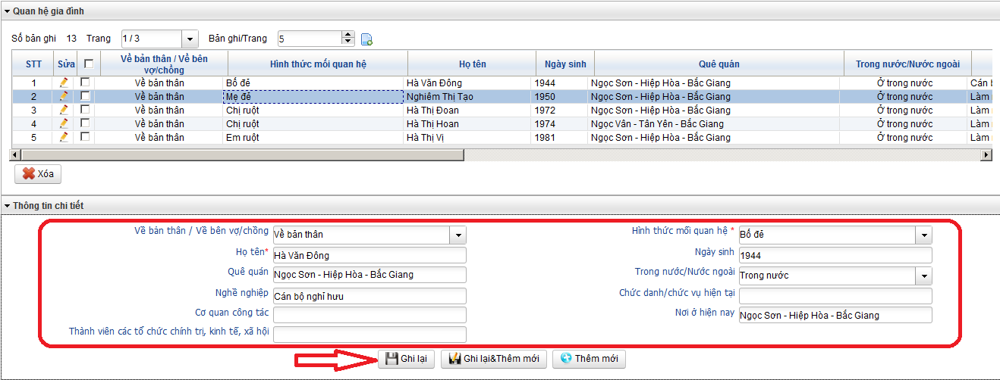 Quan hệ gia đình
Số bản ghi 13 Trang 1 / 3 Bản ghi/Trang 5
STT Sửa Về bản thân / Về bên vợ/chồng Hình thức mối quan hệ Họ tên Ngày sinh Quê quán Trong nước/Nước ngoài
1 Về bản thân Bố đẻ Hà Văn Đông 1944 Ngọc Sơn - Hiệp Hòa - Bắc Giang Ở trong nước Cán b
2 Về bản thân Mẹ đẻ Nghiêm Thị Tạo 1950 Ngọc Sơn - Hiệp Hòa - Bắc Giang Ở trong nước Làm
3 Về bản thân Chị ruột Hà Thị Đoan 1972 Ngọc Sơn - Hiệp Hòa - Bắc Giang Ở trong nước Làm
4 Về bản thân Chị ruột Hà Thị Hoan 1974 Ngọc Vân - Tân Yên - Bắc Giang Ở trong nước Làm
5 Về bản thân Em ruột Hà Thị Vị 1981 Ngọc Sơn - Hiệp Hòa - Bắc Giang Ở trong nước Làm
Xóa
Thông tin chi tiết
Về bản thân / Về bên vợ/chồng Về bản thân Hình thức mối quan hệ * Bố đẻ
Họ tên* Hà Văn Đông Ngày sinh 1944
Quê quán Ngọc Sơn - Hiệp Hòa - Bắc Giang Trong nước/Nước ngoài Trong nước
Nghề nghiệp Cán bộ nghỉ hưu Chức danh/chức vụ hiện tại
Cơ quan công tác Nơi ở hiện nay Ngọc Sơn - Hiệp Hòa - Bắc Giang
Thành viên các tổ chức chính trị, kinh tế, xã hội
Ghi lại Ghi lại&Thêm mới Thêm mới